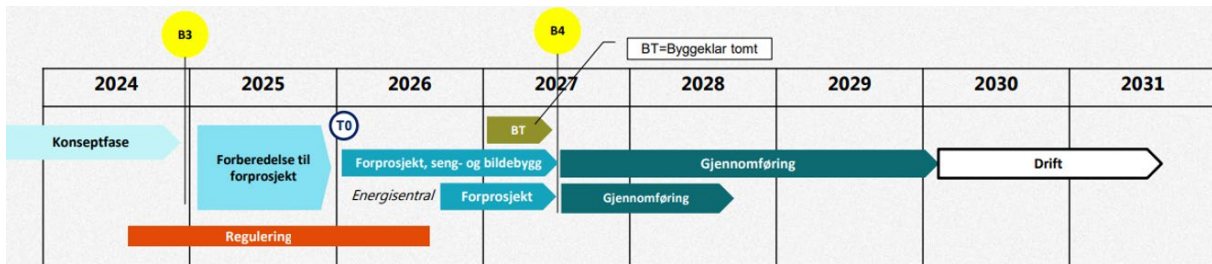 B3
B4
BT=Byggeklar tomt
2024 2025 2026 2027 2028 2029 2030 2031
T0
BT
Konseptfase
Forberedelse til
forprosjekt
Forprosjekt, seng- og bildebygg
Gjennomføring
Drift
Energisentral
Forprosjekt
Gjennomføring
Regulering